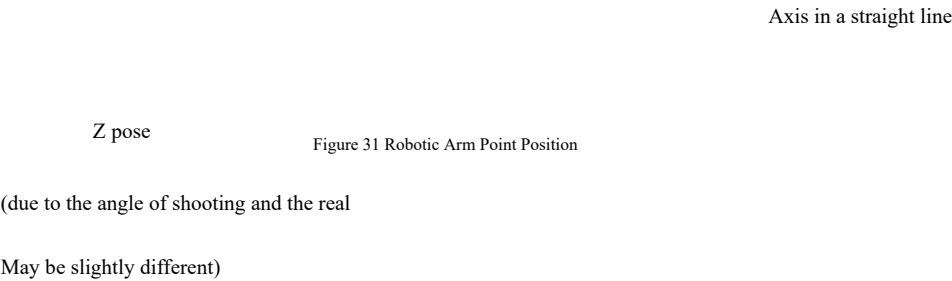 Axis in a straight line
Z pose
Figure 31 Robotic Arm Point Position
(due to the angle of shooting and the real
May be slightly different)